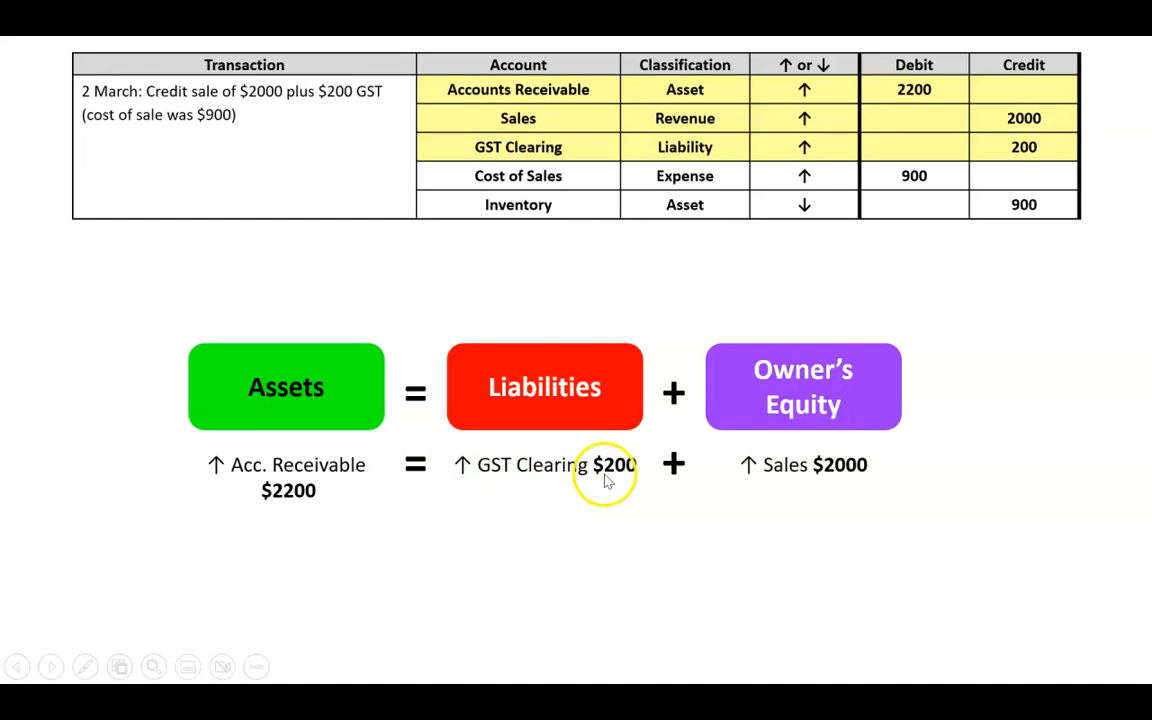 Transaction Account Classification ↑ or ↓ Debit Credit
2 March: Credit sale of $2000 plus $200 GST
(cost of sale was $900)
Accounts Receivable Asset ↑ 2200
Sales Revenue ↑ 2000
GST Clearing Liability ↑ 200
Cost of Sales Expense ↑ 900
Inventory Asset ↓ 900
Assets = Liabilities + Owner's
Equity
↑ Acc. Receivable = ↑ GST Clearing $200 + ↑ Sales $2000
$2200